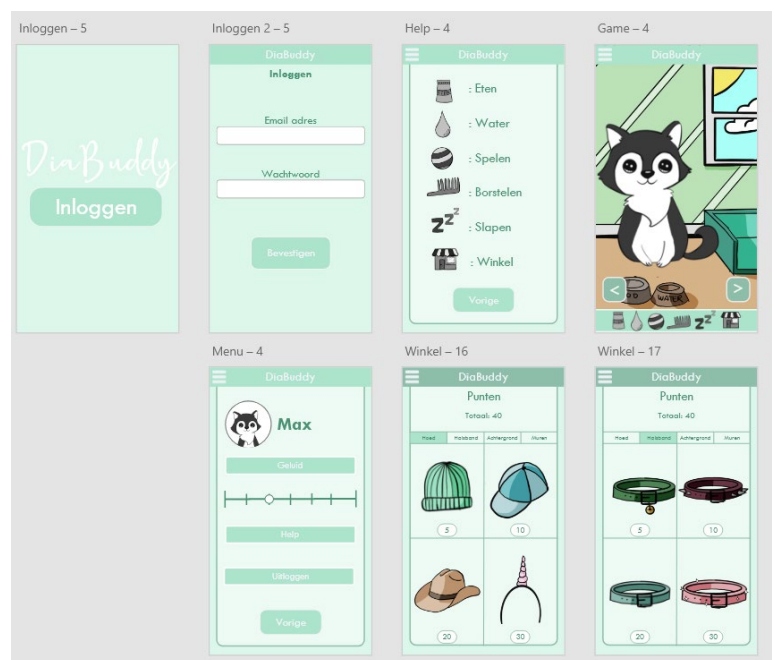 Inloggen – 5
DiaBuddy
Inloggen
Inloggen 2 – 5
DiaBuddy
Inloggen
Email adres
Wachtwoord
Bevestigen
Help – 4
DiaBuddy
: Eten
: Water
: Spelen
: Borstelen
: Slapen
: Winkel
Vorige
Game – 4
DiaBuddy
< >
WATER
Menu – 4
DiaBuddy
Max
Geluid
Help
Uitloggen
Vorige
Winkel – 16
DiaBuddy
Punten
Totaal: 40
Hoed Halsband Achtergrond Muren
5 10
20 30
Winkel – 17
DiaBuddy
Punten
Totaal: 40
Hoed Halsband Achtergrond Muren
5 10
20 30